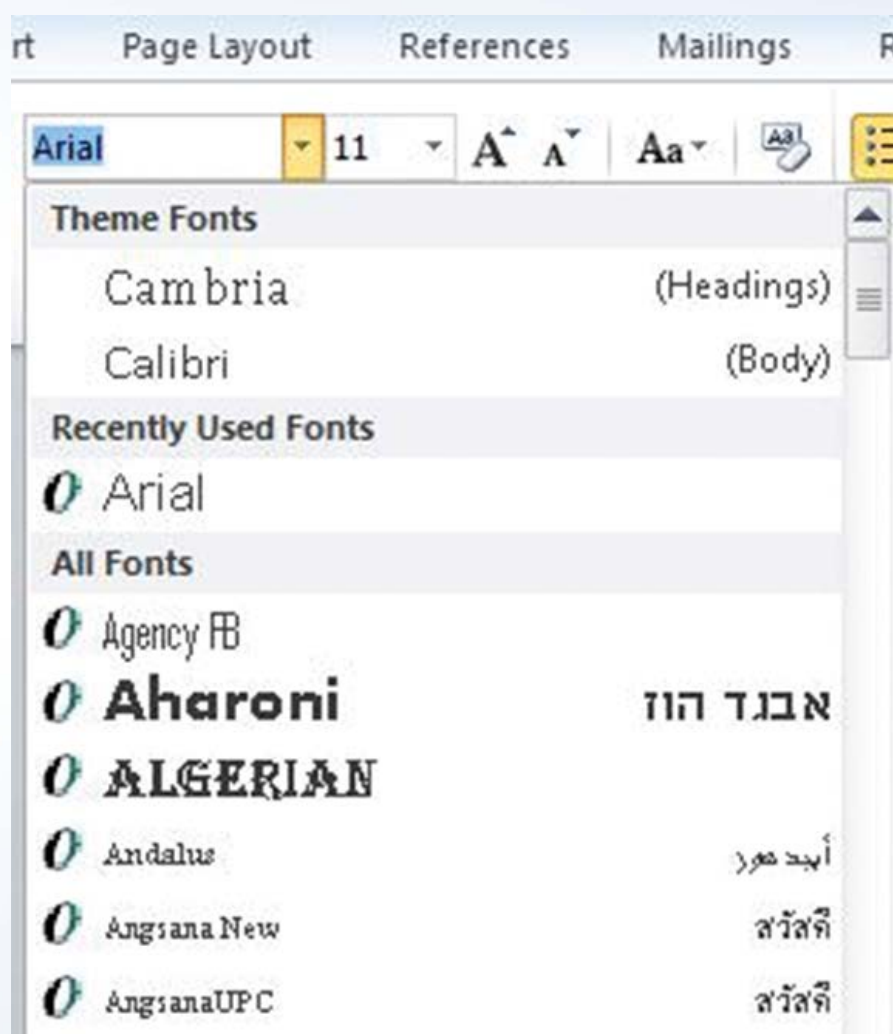 rt Page Layout References Mailings R
Arial 11 A A Aa
Theme Fonts
Cambria (Headings)
Calibri (Body)
Recently Used Fonts
Arial
All Fonts
Agency FB
Aharoni אבגד הוז
ALGERIAN
Andalus أبجد هوز
Angsana New สวัสดี
AngsanaUPC สวัสดี